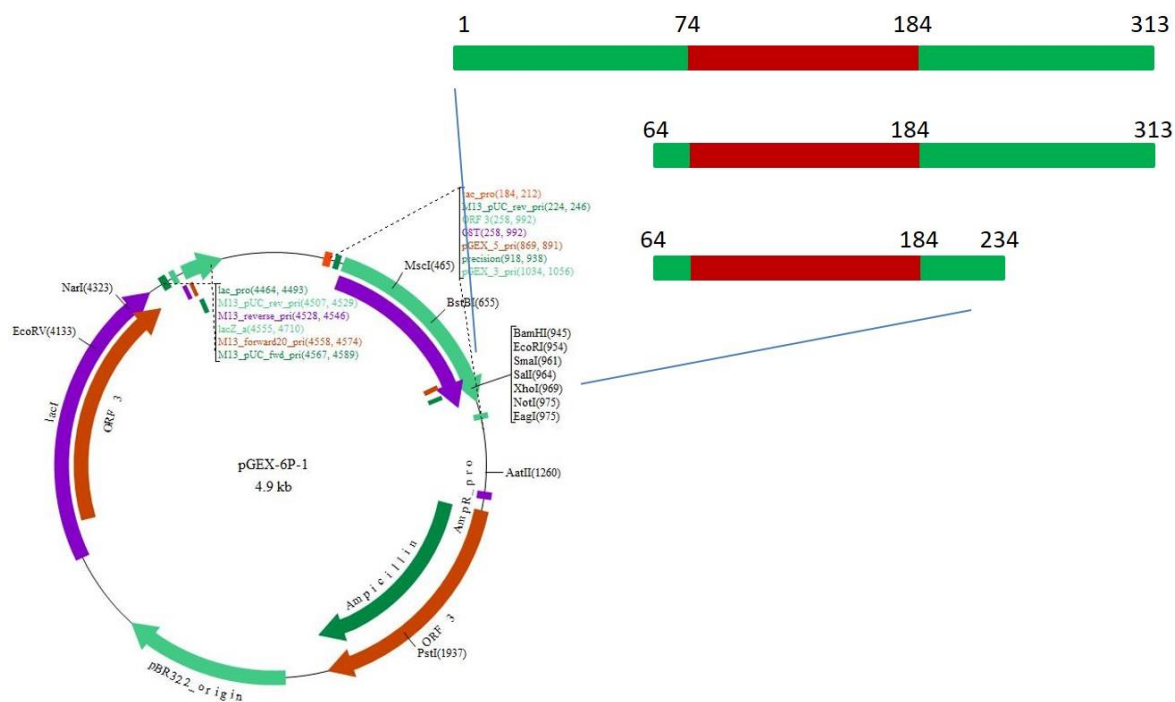 1 74 184 313
64 184 313
64 184 234
lac_pro(184, 212)
M13_pUC_rev_pri(224, 246)
ORF 3(258, 992)
GST(258, 992)
pGEX_5_pri(869, 891)
precision(918, 938)
pGEX_3_pri(1034, 1056)
MscI(465)
BstBI(655)
NarI(4323)
EcoRV(4133)
lac_pro(4464, 4493)
M13_pUC_rev_pri(4507, 4529)
M13_reverse_pri(4528, 4546)
lacZ_a(4555, 4710)
M13_forward20_pri(4558, 4574)
M13_pUC_fwd_pri(4567, 4589)
BamHI(945)
EcoRI(954)
SmaI(961)
SalI(964)
XhoI(969)
NotI(975)
EagI(975)
lacI
ORF 3
pGEX-6P-1
4.9 kb
AatII(1260)
AmpR_pro
Ampicillin
ORF 3
PstI(1937)
pBR322_origin